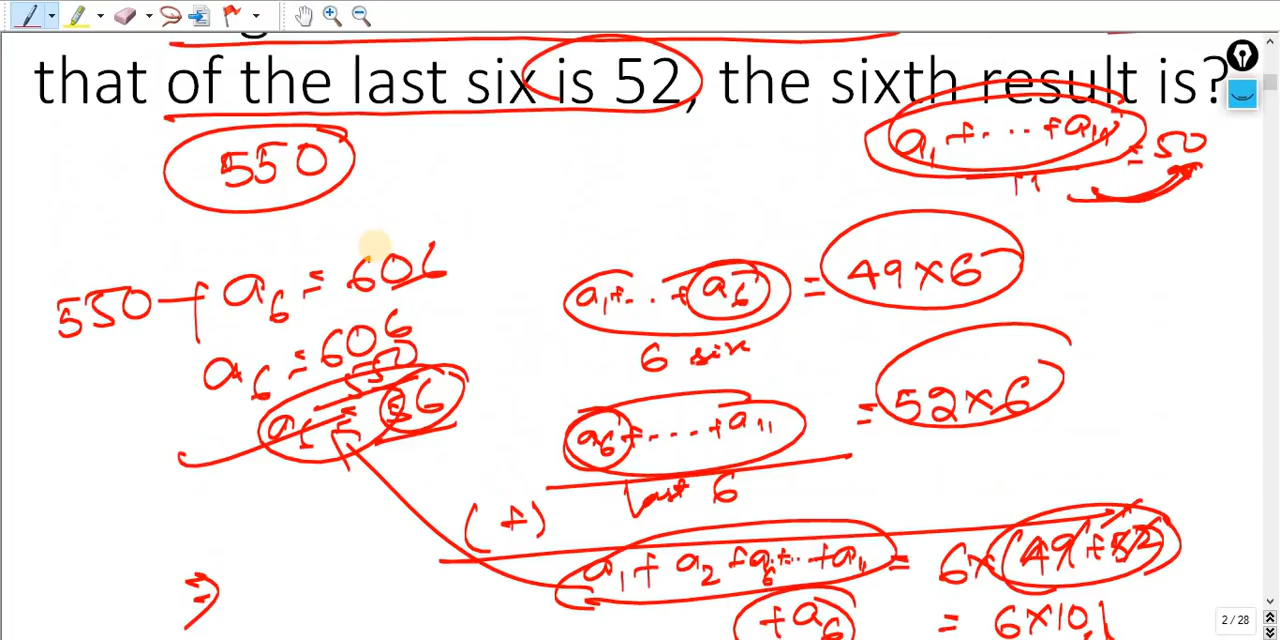 that of the last six is 52, the sixth result is?
550
a₁ + ... + a₁₁
11
= 50
550 + a₆ = 606
a₁ + .. + a₆ = 49 × 6
6 six
a₆ = 606
550
a₆ = 56
a₆ + .... + a₁₁ = 52 × 6
last 6
(+)
a₁ + a₂ + a₆ + .. + a₁₁ = 6 × (49 + 52)
+ a₆ = 6 × 101
⇒
2 / 28